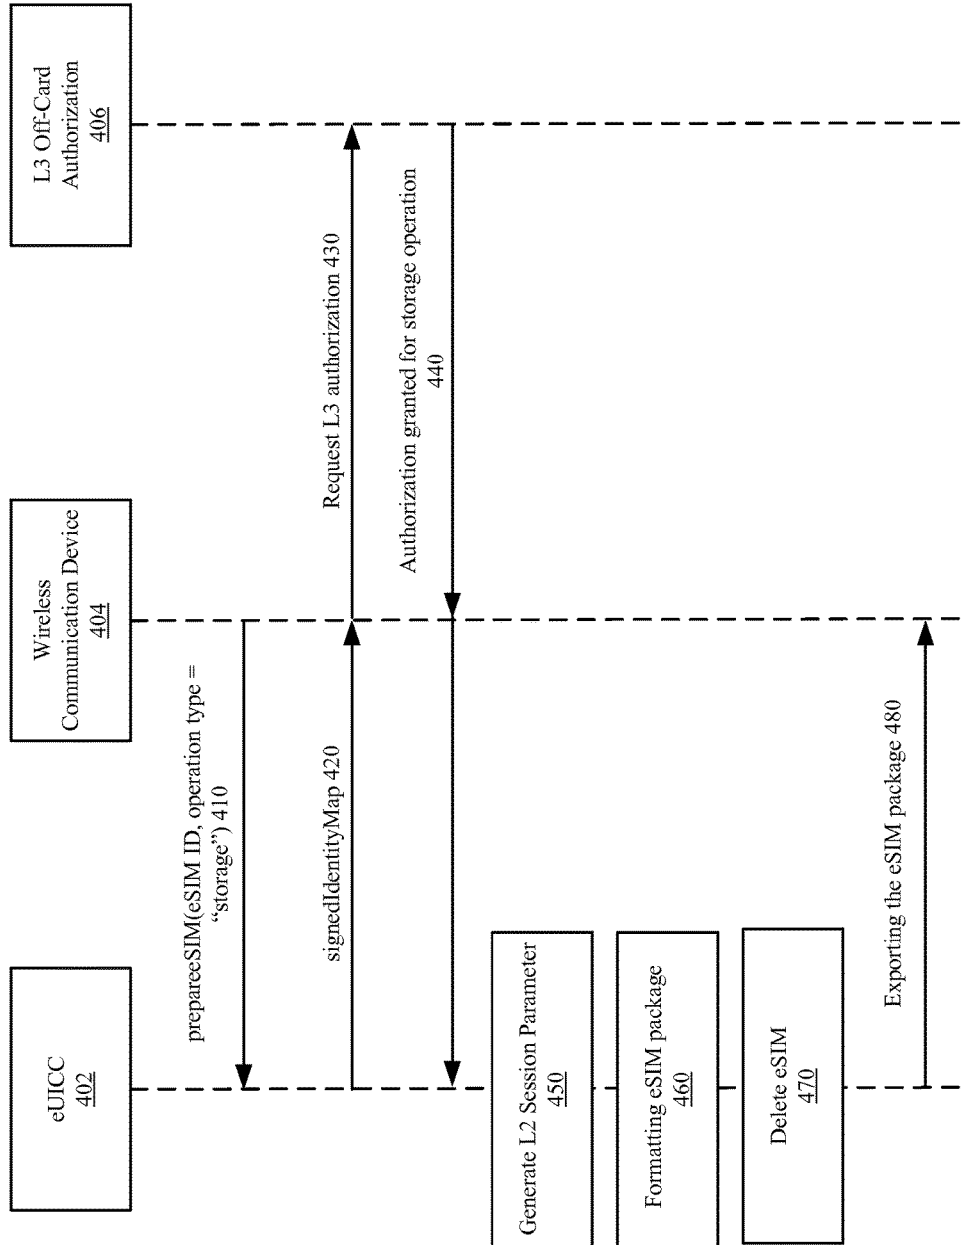 eUICC
402
Wireless
Communication Device
404
L3 Off-Card
Authorization
406
prepareeSIM(eSIM ID, operation type =
“storage”) 410
signedIdentityMap 420
Request L3 authorization 430
Authorization granted for storage operation
440
Generate L2 Session Parameter
450
Formatting eSIM package
460
Delete eSIM
470
Exporting the eSIM package 480